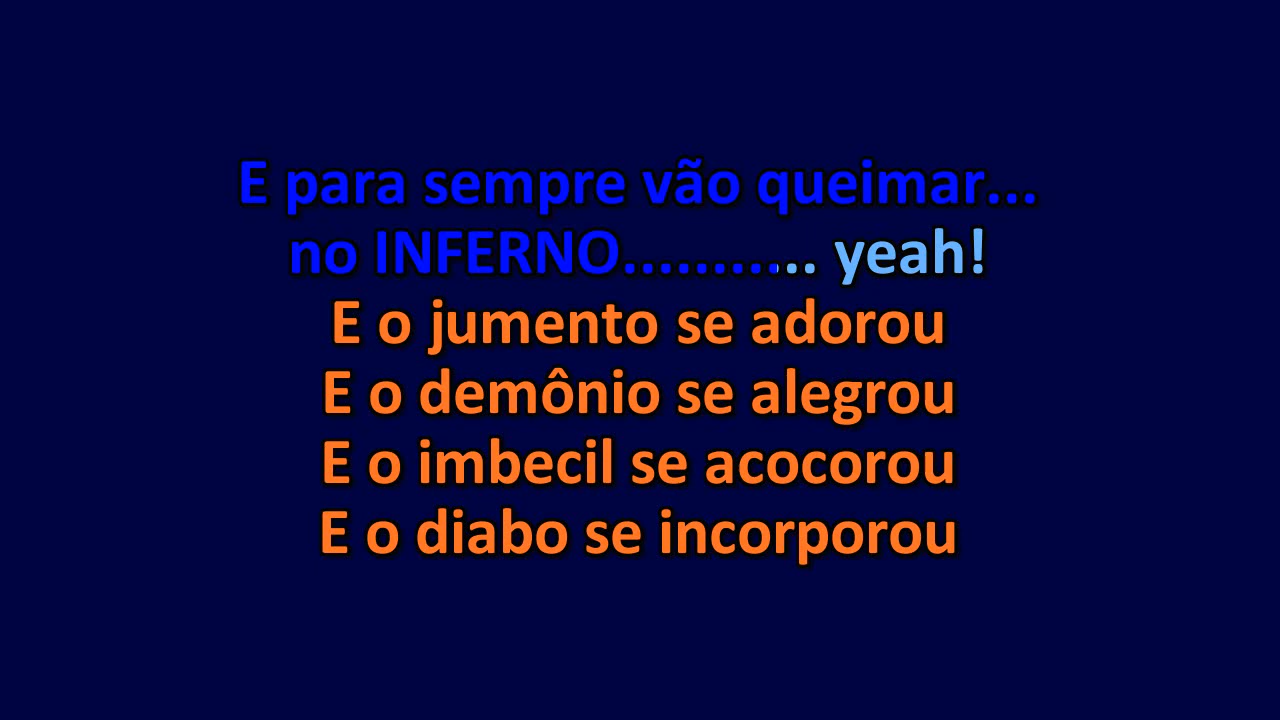 E para sempre vão queimar...
no INFERNO........... yeah!
E o jumento se adorou
E o demônio se alegrou
E o imbecil se acocorou
E o diabo se incorporou